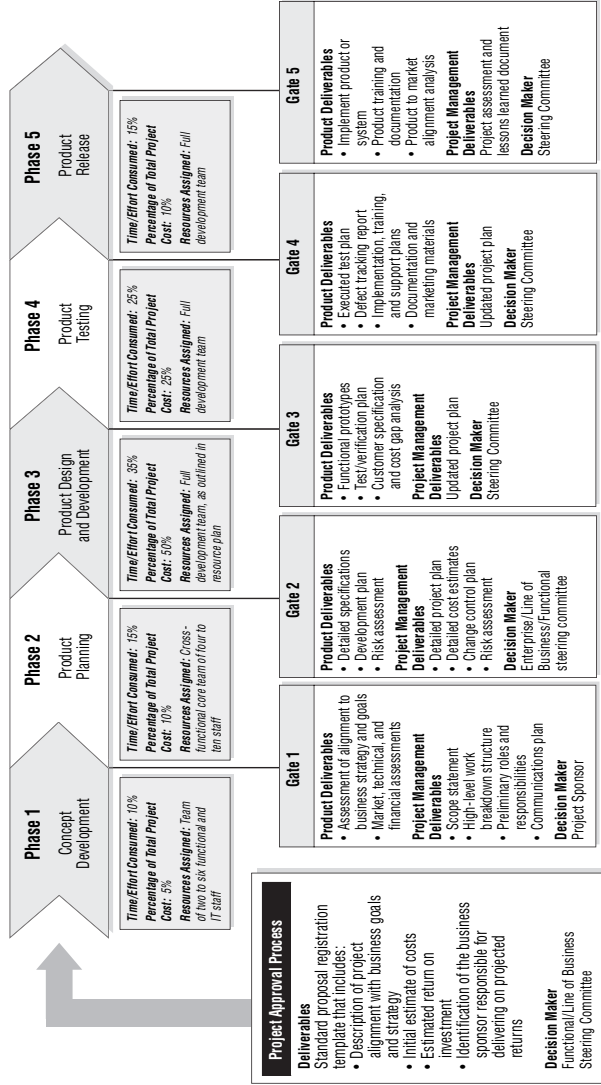 Phase 1
Concept
Development
Phase 2
Product
Planning
Phase 3
Product Design
and Development
Phase 4
Product
Testing
Phase 5
Product
Release
Time/Effort Consumed: 10%
Percentage of Total Project
Cost: 5%
Resources Assigned: Team
of two to six functional and
IT staff
Time/Effort Consumed: 15%
Percentage of Total Project
Cost: 10%
Resources Assigned: Cross-
functional core team of four to
ten staff
Time/Effort Consumed: 35%
Percentage of Total Project
Cost: 50%
Resources Assigned: Full
development team, as outlined in
resource plan
Time/Effort Consumed: 25%
Percentage of Total Project
Cost: 25%
Resources Assigned: Full
development team
Time/Effort Consumed: 15%
Percentage of Total Project
Cost: 10%
Resources Assigned: Full
development team
Project Approval Process
Deliverables
Standard proposal registration
template that includes:
• Description of project
alignment with business goals
and strategy
• Initial estimate of costs
• Estimated return on
investment
• Identification of the business
sponsor responsible for
delivering on projected
returns
Decision Maker
Functional/Line of Business
Steering Committee
Gate 1
Product Deliverables
• Assessment of alignment to
business strategy and goals
• Market, technical, and
financial assessments
Project Management
Deliverables
• Scope statement
• High-level work
breakdown structure
• Preliminary roles and
responsibilities
• Communications plan
Decision Maker
Project Sponsor
Gate 2
Product Deliverables
• Detailed specifications
• Development plan
• Risk assessment
Project Management
Deliverables
• Detailed project plan
• Detailed cost estimates
• Change control plan
• Risk assessment
Decision Maker
Enterprise/Line of
Business/Functional
steering committee
Gate 3
Product Deliverables
• Functional prototypes
• Test/verification plan
• Customer specification
and cost gap analysis
Project Management
Deliverables
Updated project plan
Decision Maker
Steering Committee
Gate 4
Product Deliverables
• Executed test plan
• Defect tracking report
• Implementation, training,
and support plans
• Documentation and
marketing materials
Project Management
Deliverables
Updated project plan
Decision Maker
Steering Committee
Gate 5
Product Deliverables
• Implement product or
system
• Product training and
documentation
• Product to market
alignment analysis
Project Management
Deliverables
Project assessment and
lessons learned document
Decision Maker
Steering Committee